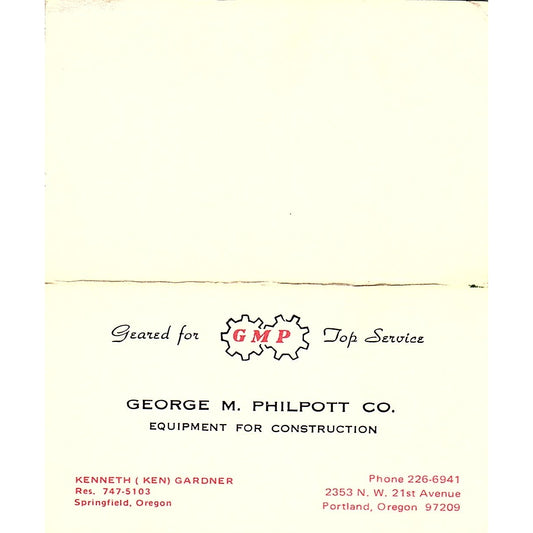 Geared for GMP Top Service
GEORGE M. PHILPOTT CO.
EQUIPMENT FOR CONSTRUCTION
KENNETH ( KEN) GARDNER
Res. 747-5103
Springfield, Oregon
Phone 226-6941
2353 N. W. 21st Avenue
Portland, Oregon 97209